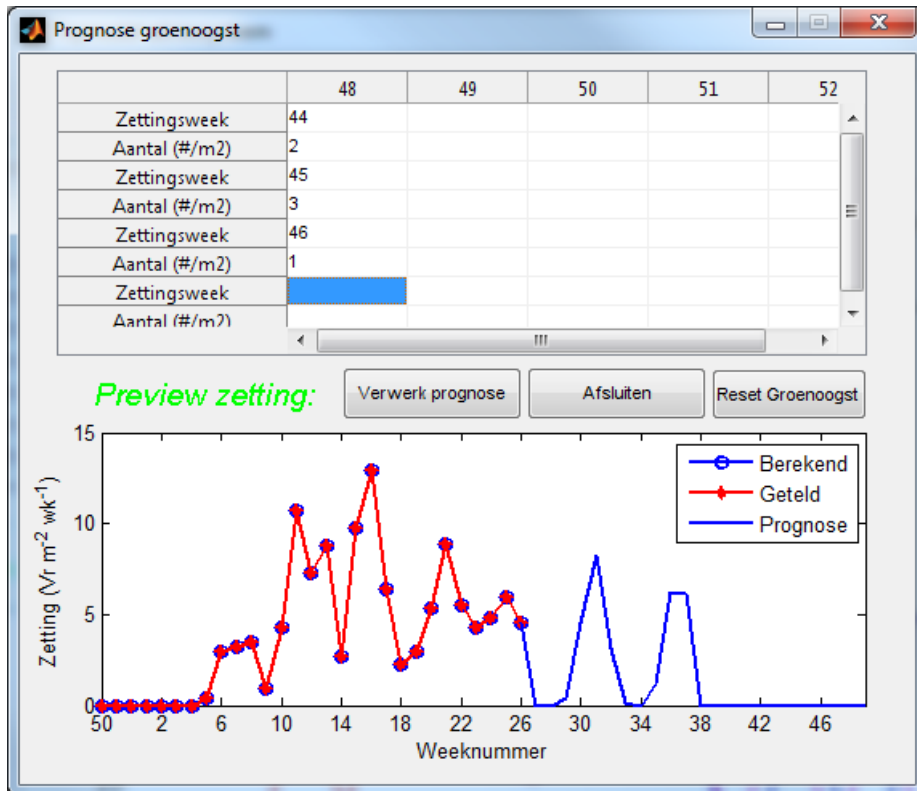 Prognose groenoogst
48 49 50 51 52
Zettingsweek 44
Aantal (#/m2) 2
Zettingsweek 45
Aantal (#/m2) 3
Zettingsweek 46
Aantal (#/m2) 1
Zettingsweek
Aantal (#/m2)
Preview zetting: Verwerk prognose Afsluiten Reset Groenoogst
15
10
5
0
Zetting (Vr m-2 wk-1)
Berekend
Geteld
Prognose
50 2 6 10 14 18 22 26 30 34 38 42 46
Weeknummer